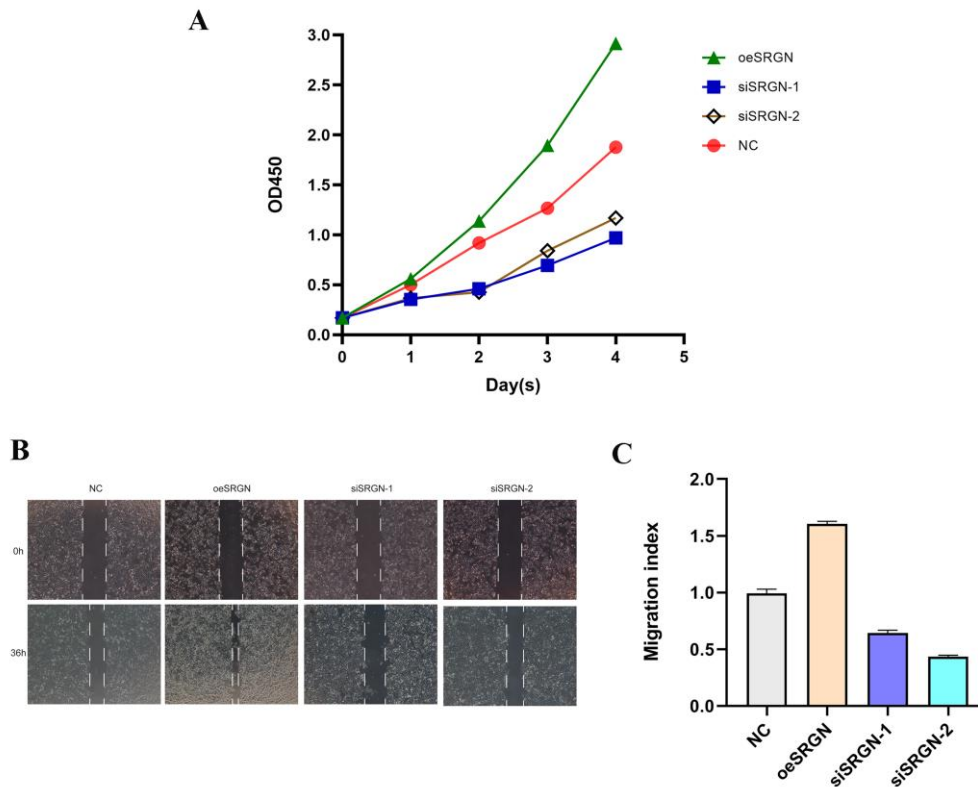 A
3.0
2.5
2.0
1.5
1.0
0.5
0.0
OD450
0 1 2 3 4 5
Day(s)
oeSRGN
siSRGN-1
siSRGN-2
NC
B
NC oeSRGN siSRGN-1 siSRGN-2
0h
36h
C
2.0
1.5
1.0
0.5
0.0
Migration index
NC oeSRGN siSRGN-1 siSRGN-2